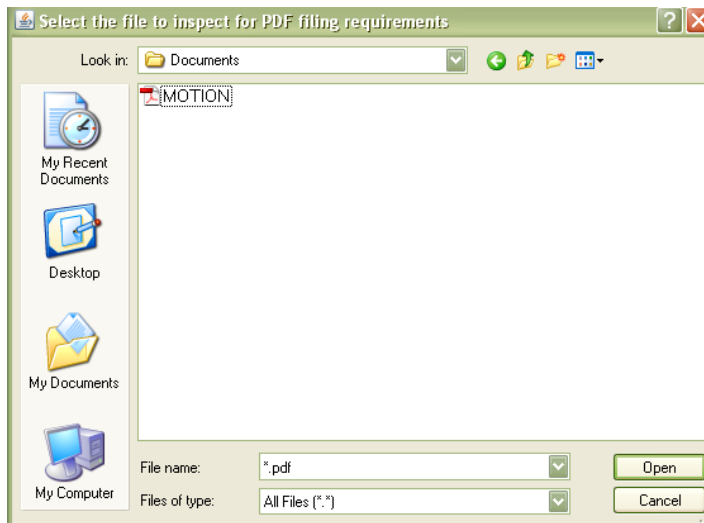 Select the file to inspect for PDF filing requirements
Look in: Documents
MOTION
My Recent
Documents
Desktop
My Documents
My Computer
File name: *.pdf Open
Files of type: All Files (*.*) Cancel